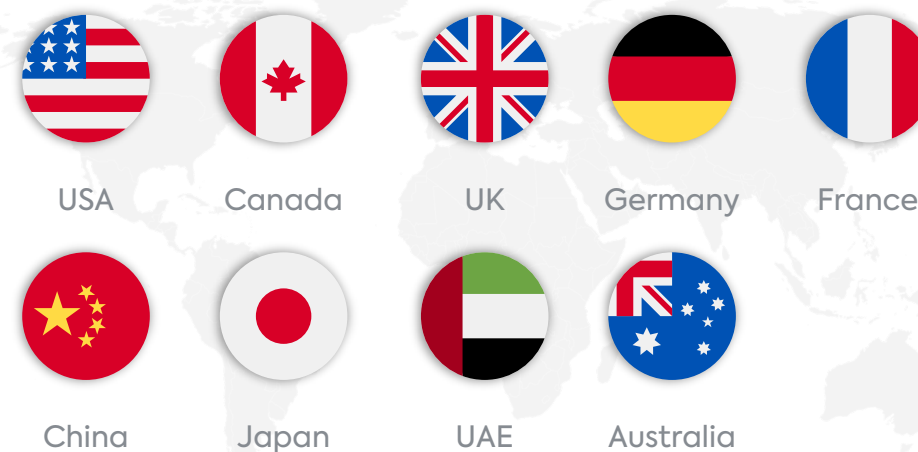 USA
Canada
UK
Germany
France
China
Japan
UAE
Australia